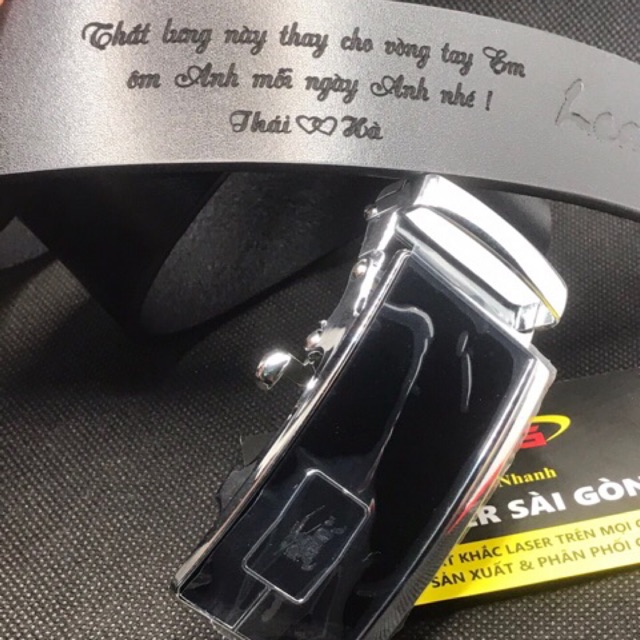 Thắt lưng này thay cho vòng tay Em
ôm Anh mỗi ngày Anh nhé !
Thái Hà
Nhanh
ER SÀI GÒN
KHẮC LASER TRÊN MỌI
SẢN XUẤT & PHÂN PHỐI